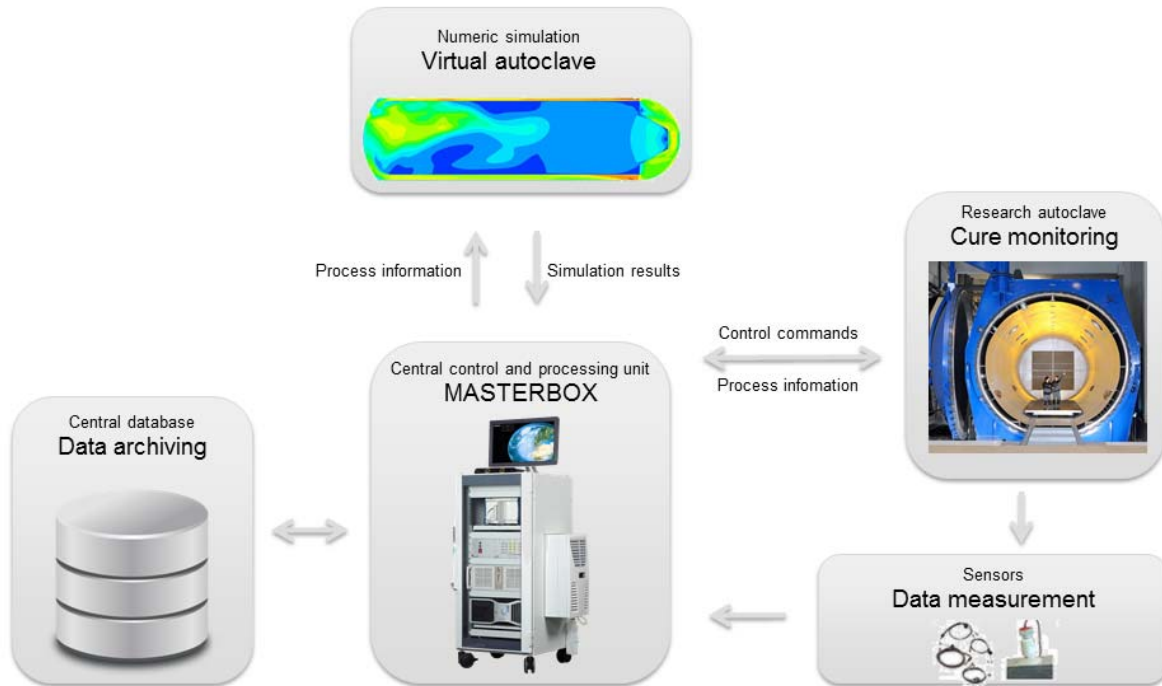 Numeric simulation
Virtual autoclave
Research autoclave
Cure monitoring
Process information
Simulation results
Control commands
Process infomation
Central control and processing unit
MASTERBOX
Central database
Data archiving
Sensors
Data measurement